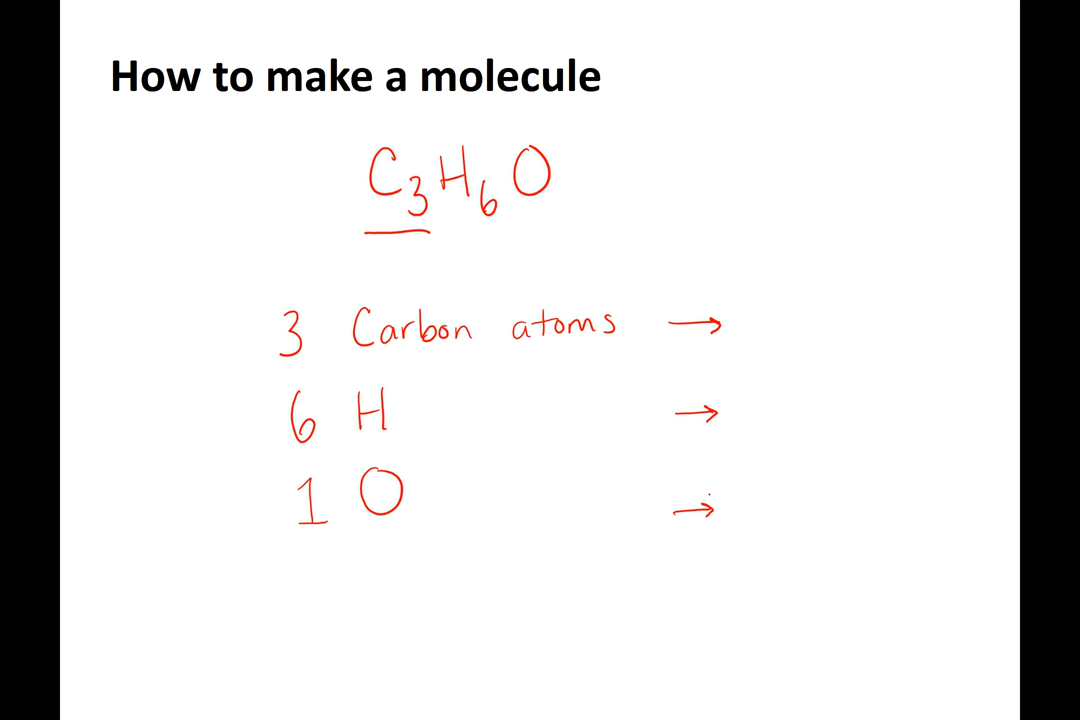 How to make a molecule
C₃H₆O
3 Carbon atoms →
6 H →
1 O →